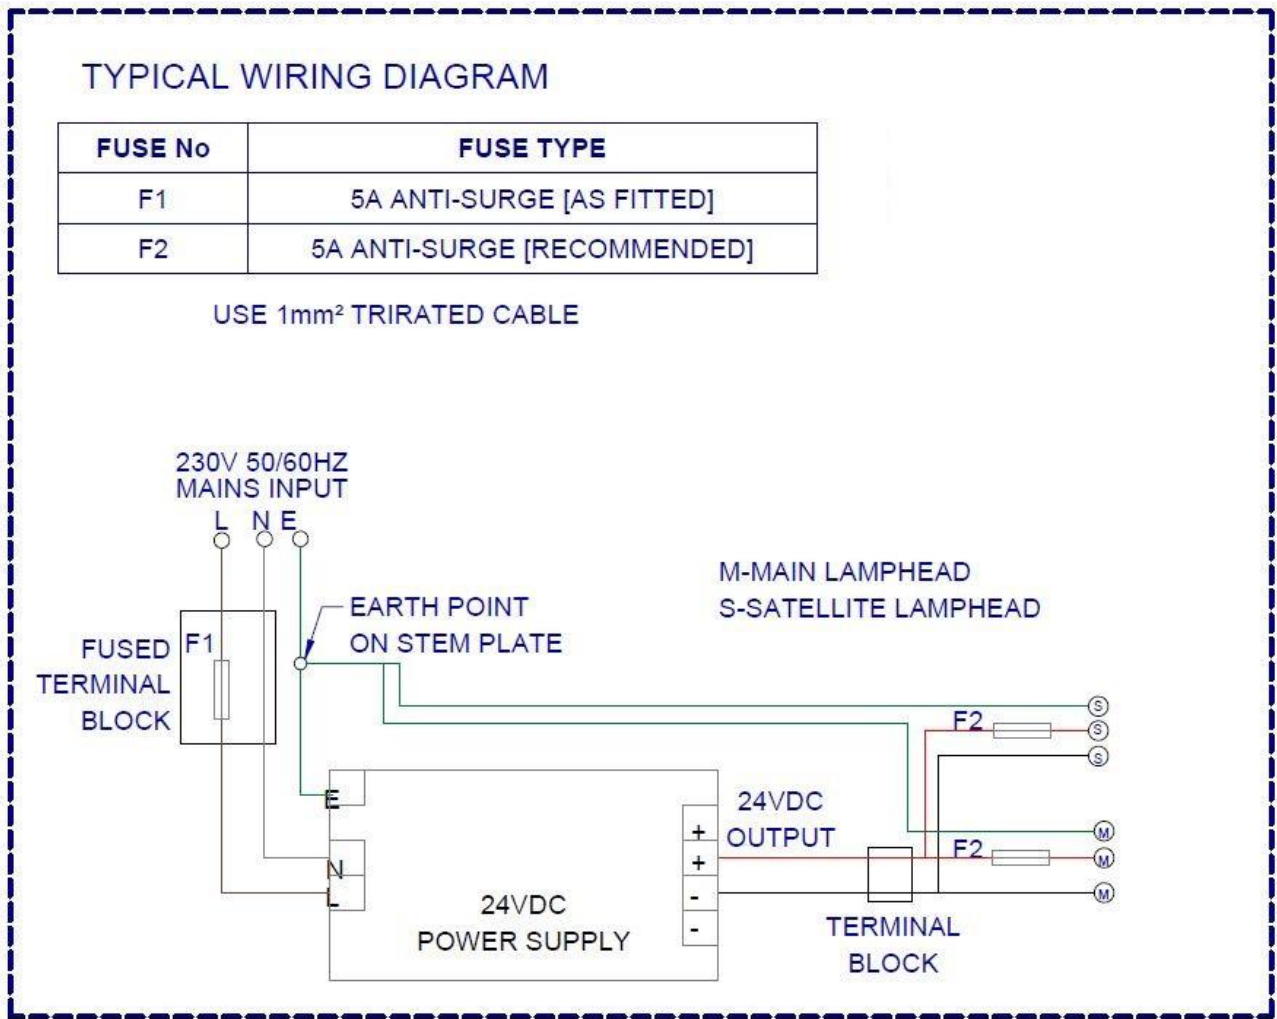 TYPICAL WIRING DIAGRAM
FUSE No FUSE TYPE
F1 5A ANTI-SURGE [AS FITTED]
F2 5A ANTI-SURGE [RECOMMENDED]
USE 1mm² TRIRATED CABLE
230V 50/60HZ
MAINS INPUT
L N E
M-MAIN LAMPHEAD
S-SATELLITE LAMPHEAD
EARTH POINT
ON STEM PLATE
F1
FUSED
TERMINAL
BLOCK
S
F2 S
S
E
N
L
24VDC
POWER SUPPLY
+
+
-
-
24VDC
OUTPUT
M
F2 M
M
TERMINAL
BLOCK